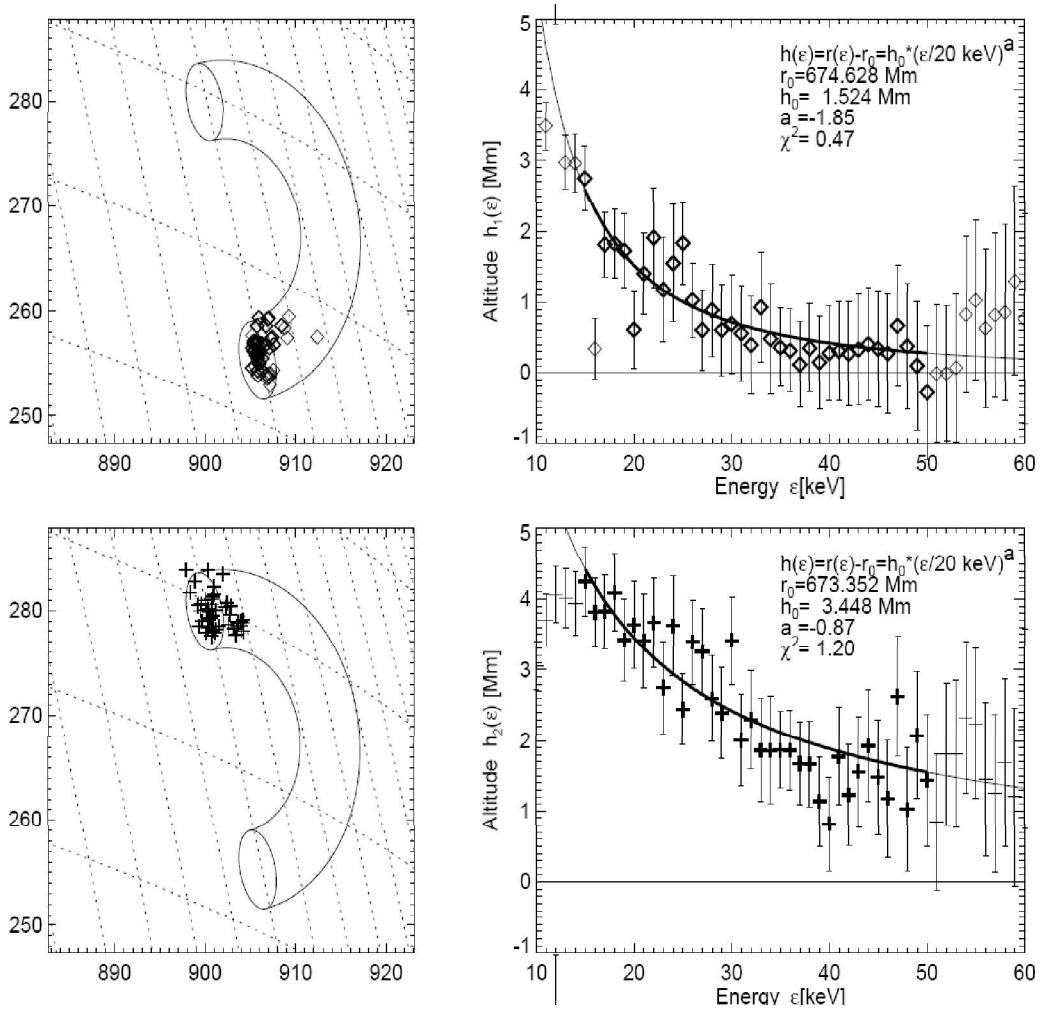 280
270
260
250
890 900 910 920
5
4
3
2
1
0
-1
Altitude h₁(ε) [Mm]
h(ε)=r(ε)-r₀=h₀*(ε/20 keV)ᵃ
r₀=674.628 Mm
h₀= 1.524 Mm
a =-1.85
χ²= 0.47
10 20 30 40 50 60
Energy ε[keV]
280
270
260
250
890 900 910 920
5
4
3
2
1
0
-1
Altitude h₂(ε) [Mm]
h(ε)=r(ε)-r₀=h₀*(ε/20 keV)ᵃ
r₀=673.352 Mm
h₀= 3.448 Mm
a =-0.87
χ²= 1.20
10 20 30 40 50 60
Energy ε[keV]